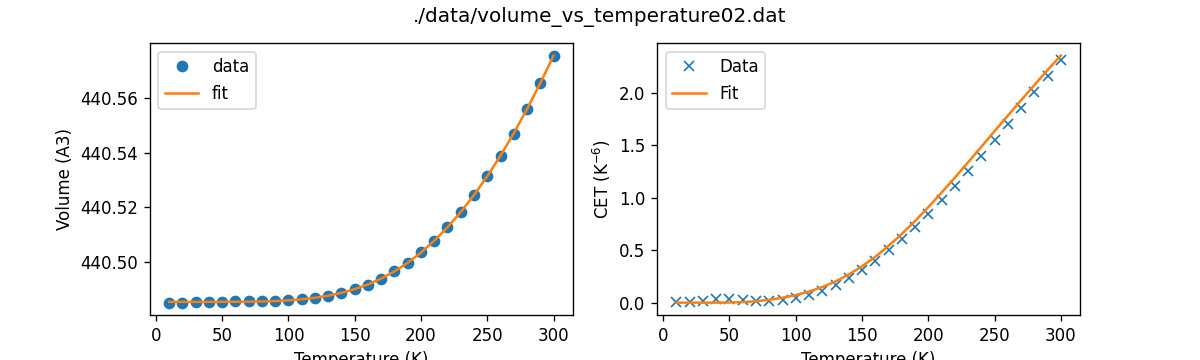 ./data/volume_vs_temperature02.dat
data
fit
440.56
440.54
440.52
440.50
Volume (A3)
0 50 100 150 200 250 300
Temperature (K)
Data
Fit
2.0
1.5
1.0
0.5
0.0
CET (K⁻⁶)
0 50 100 150 200 250 300
Temperature (K)